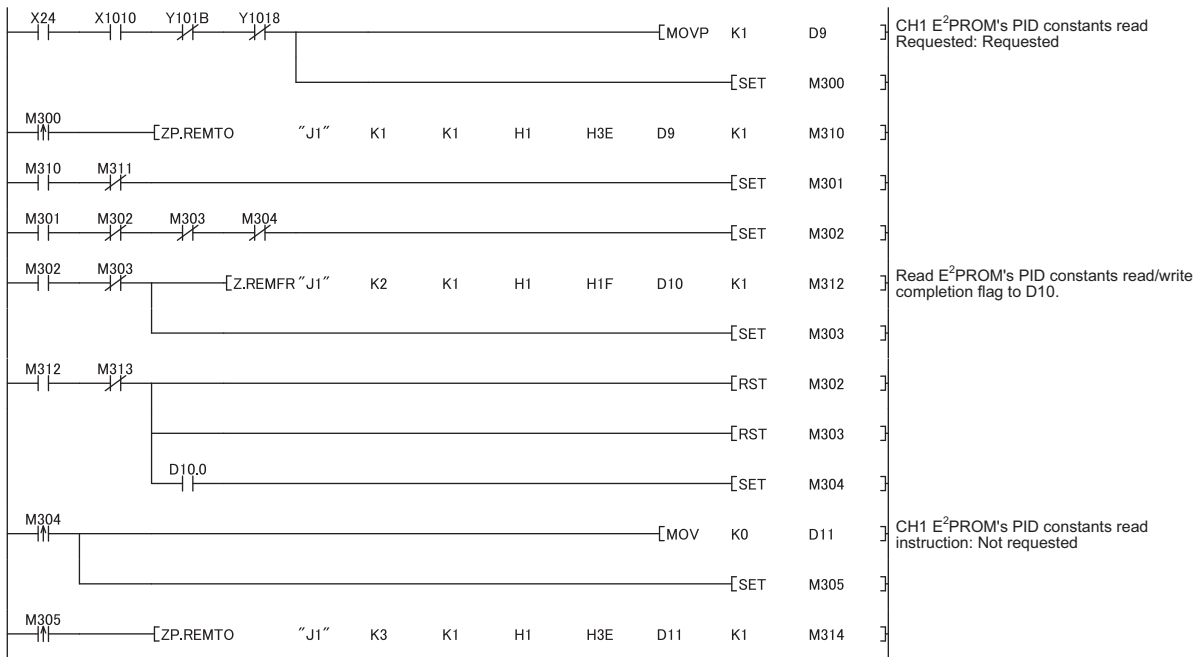 X24 X1010 Y101B Y1018
[MOVP K1 D9 ] CH1 E²PROM's PID constants read
Requested: Requested
[SET M300 ]
M300
[ZP.REMTO "J1" K1 K1 H1 H3E D9 K1 M310 ]
M310 M311
[SET M301 ]
M301 M302 M303 M304
[SET M302 ]
M302 M303
[Z.REMFR "J1" K2 K1 H1 H1F D10 K1 M312 ] Read E²PROM's PID constants read/write
completion flag to D10.
[SET M303 ]
M312 M313
[RST M302 ]
[RST M303 ]
D10.0
[SET M304 ]
M304
[MOV K0 D11 ] CH1 E²PROM's PID constants read
instruction: Not requested
[SET M305 ]
M305
[ZP.REMTO "J1" K3 K1 H1 H3E D11 K1 M314 ]